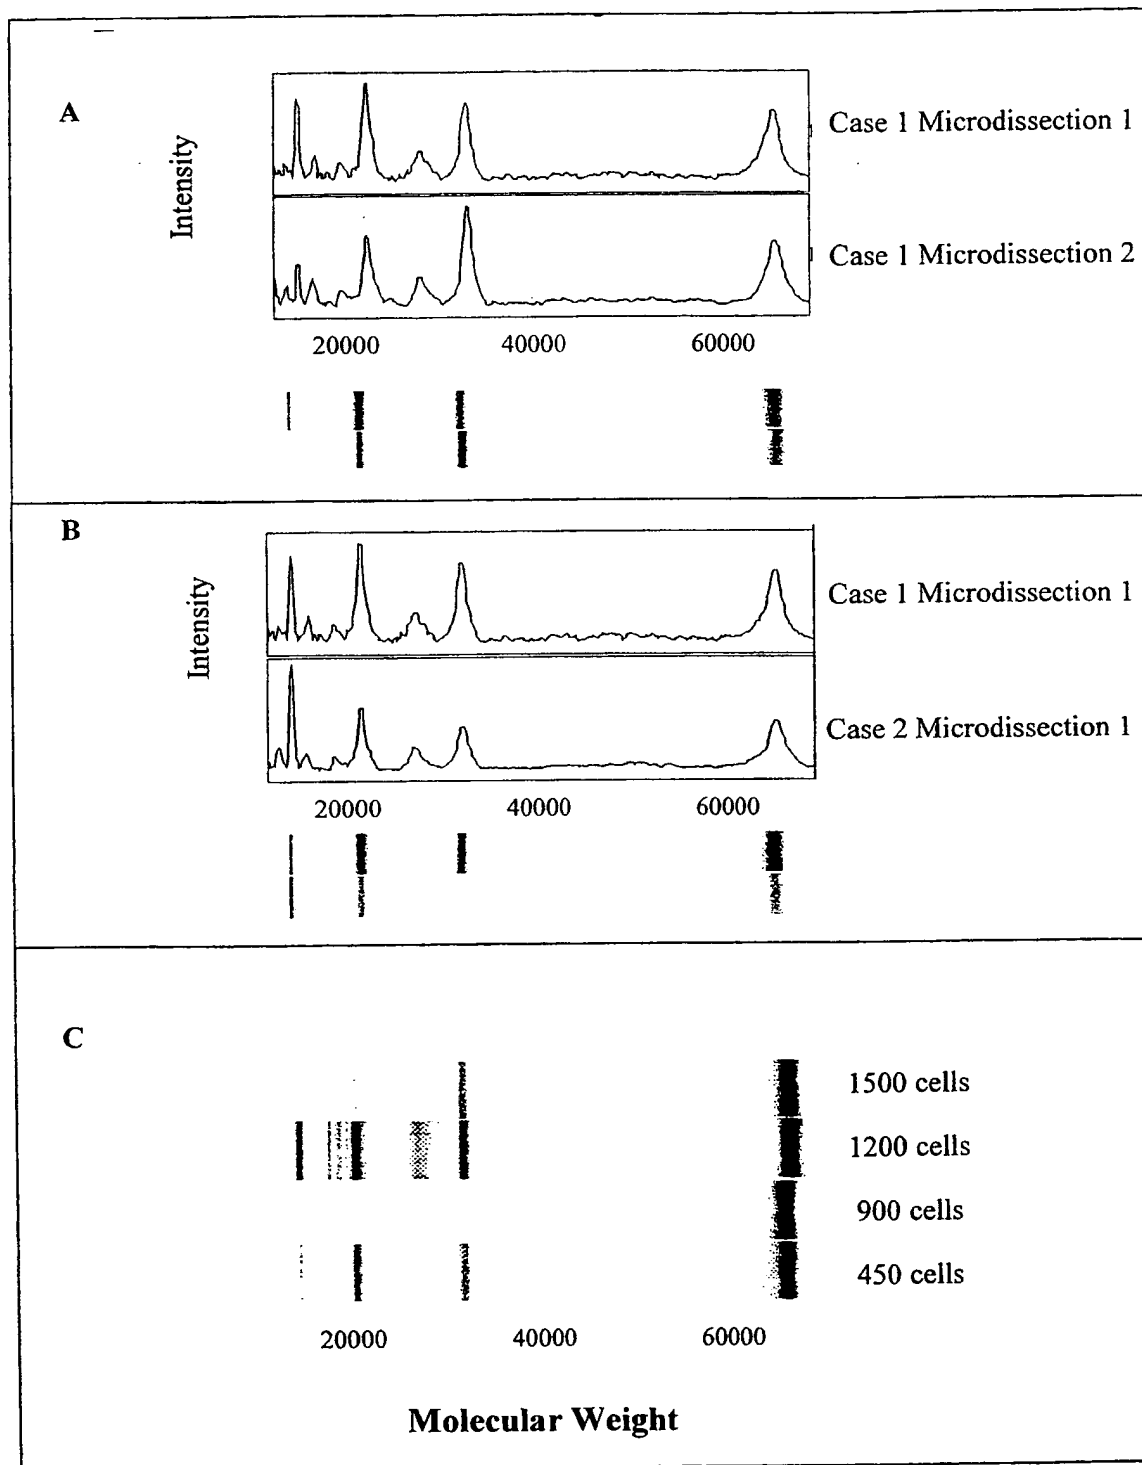 A
Intensity
Case 1 Microdissection 1
Case 1 Microdissection 2
20000 40000 60000
B
Intensity
Case 1 Microdissection 1
Case 2 Microdissection 1
20000 40000 60000
C
1500 cells
1200 cells
900 cells
450 cells
20000 40000 60000
Molecular Weight